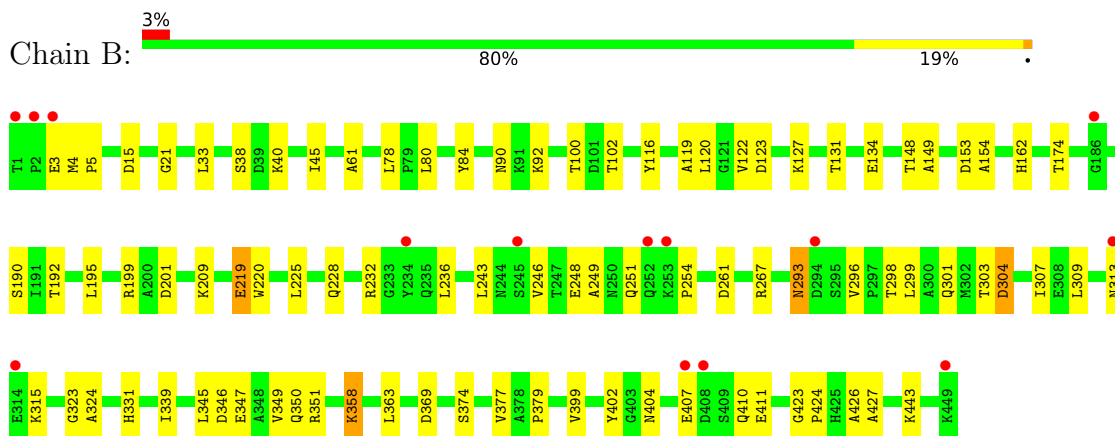 3%
Chain B:
80% 19% •
T1 P2 E3 M4 P5 D15 G21 L33 S38 D39 K40 I45 A61 L78 P79 L80 Y84 N90 K91 K92 T100 D101 T102 Y116 A119 L120 G121 V122 D123 K127 T131 E134 T148 A149 D153 A154 H162 T174 G186
S190 I191 T192 L195 R199 A200 D201 K209 E219 W220 L225 Q228 R232 G233 Y234 Q235 L236 L243 N244 S245 V246 T247 E248 A249 N250 Q251 Q252 K253 P254 D261 R267 N293 D294 S295 V296 P297 T298 L299 A300 Q301 M302 T303 D304 I307 E308 L309 N313
E314 K315 G323 A324 H331 I339 L345 D346 E347 A348 V349 Q350 R351 K358 L363 D369 S374 V377 A378 P379 V399 Y402 G403 N404 E407 D408 S409 Q410 E411 G423 P424 H425 A426 A427 K443 K449